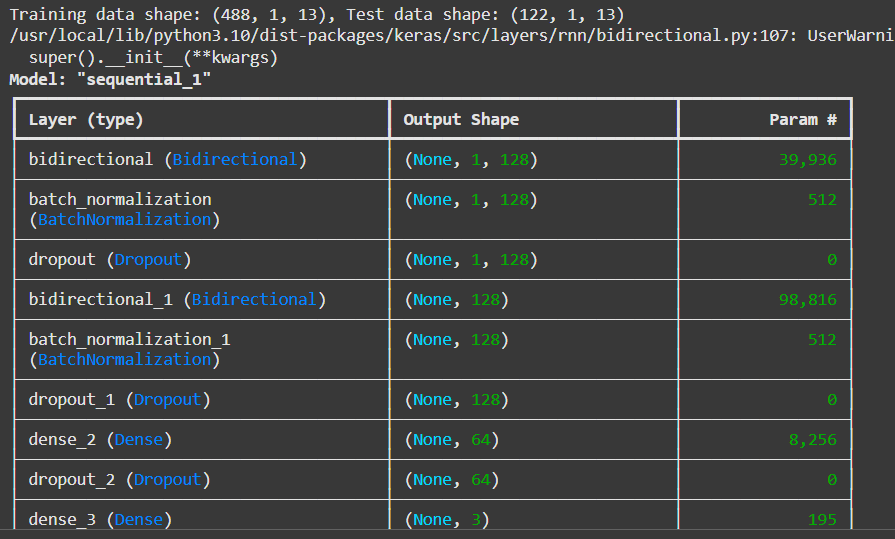 Training data shape: (488, 1, 13), Test data shape: (122, 1, 13)
/usr/local/lib/python3.10/dist-packages/keras/src/layers/rnn/bidirectional.py:107: UserWarni
super().__init__(**kwargs)
Model: "sequential_1"
Layer (type) Output Shape Param #
bidirectional (Bidirectional) (None, 1, 128) 39,936
batch_normalization (None, 1, 128) 512
(BatchNormalization)
dropout (Dropout) (None, 1, 128) 0
bidirectional_1 (Bidirectional) (None, 128) 98,816
batch_normalization_1 (None, 128) 512
(BatchNormalization)
dropout_1 (Dropout) (None, 128) 0
dense_2 (Dense) (None, 64) 8,256
dropout_2 (Dropout) (None, 64) 0
dense_3 (Dense) (None, 3) 195